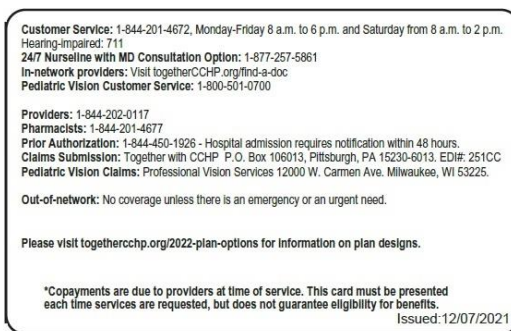 Customer Service: 1-844-201-4672, Monday-Friday 8 a.m. to 6 p.m. and Saturday from 8 a.m. to 2 p.m.
Hearing-impaired: 711
24/7 Nurseline with MD Consultation Option: 1-877-257-5861
In-network providers: Visit togetherCCHP.org/find-a-doc
Pediatric Vision Customer Service: 1-800-501-0700
Providers: 1-844-202-0117
Pharmacists: 1-844-201-4677
Prior Authorization: 1-844-450-1926 - Hospital admission requires notification within 48 hours.
Claims Submission: Together with CCHP P.O. Box 106013, Pittsburgh, PA 15230-6013. EDI#: 251CC
Pediatric Vision Claims: Professional Vision Services 12000 W. Carmen Ave. Milwaukee, WI 53225.
Out-of-network: No coverage unless there is an emergency or an urgent need.
Please visit togethercchp.org/2022-plan-options for information on plan designs.
*Copayments are due to providers at time of service. This card must be presented
each time services are requested, but does not guarantee eligibility for benefits.
Issued:12/07/2021